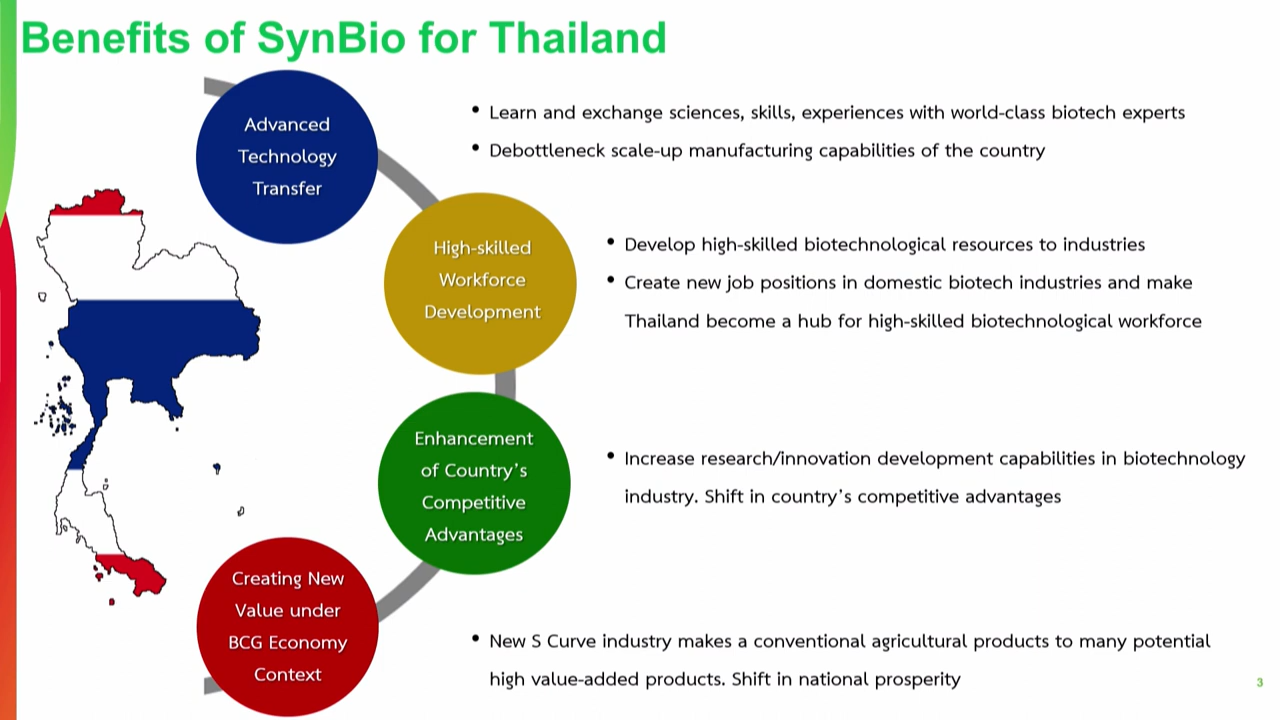 Benefits of SynBio for Thailand
Advanced
Technology
Transfer
• Learn and exchange sciences, skills, experiences with world-class biotech experts
• Debottleneck scale-up manufacturing capabilities of the country
High-skilled
Workforce
Development
• Develop high-skilled biotechnological resources to industries
• Create new job positions in domestic biotech industries and make
Thailand become a hub for high-skilled biotechnological workforce
Enhancement
of Country's
Competitive
Advantages
• Increase research/innovation development capabilities in biotechnology
industry. Shift in country's competitive advantages
Creating New
Value under
BCG Economy
Context
• New S Curve industry makes a conventional agricultural products to many potential
high value-added products. Shift in national prosperity
3